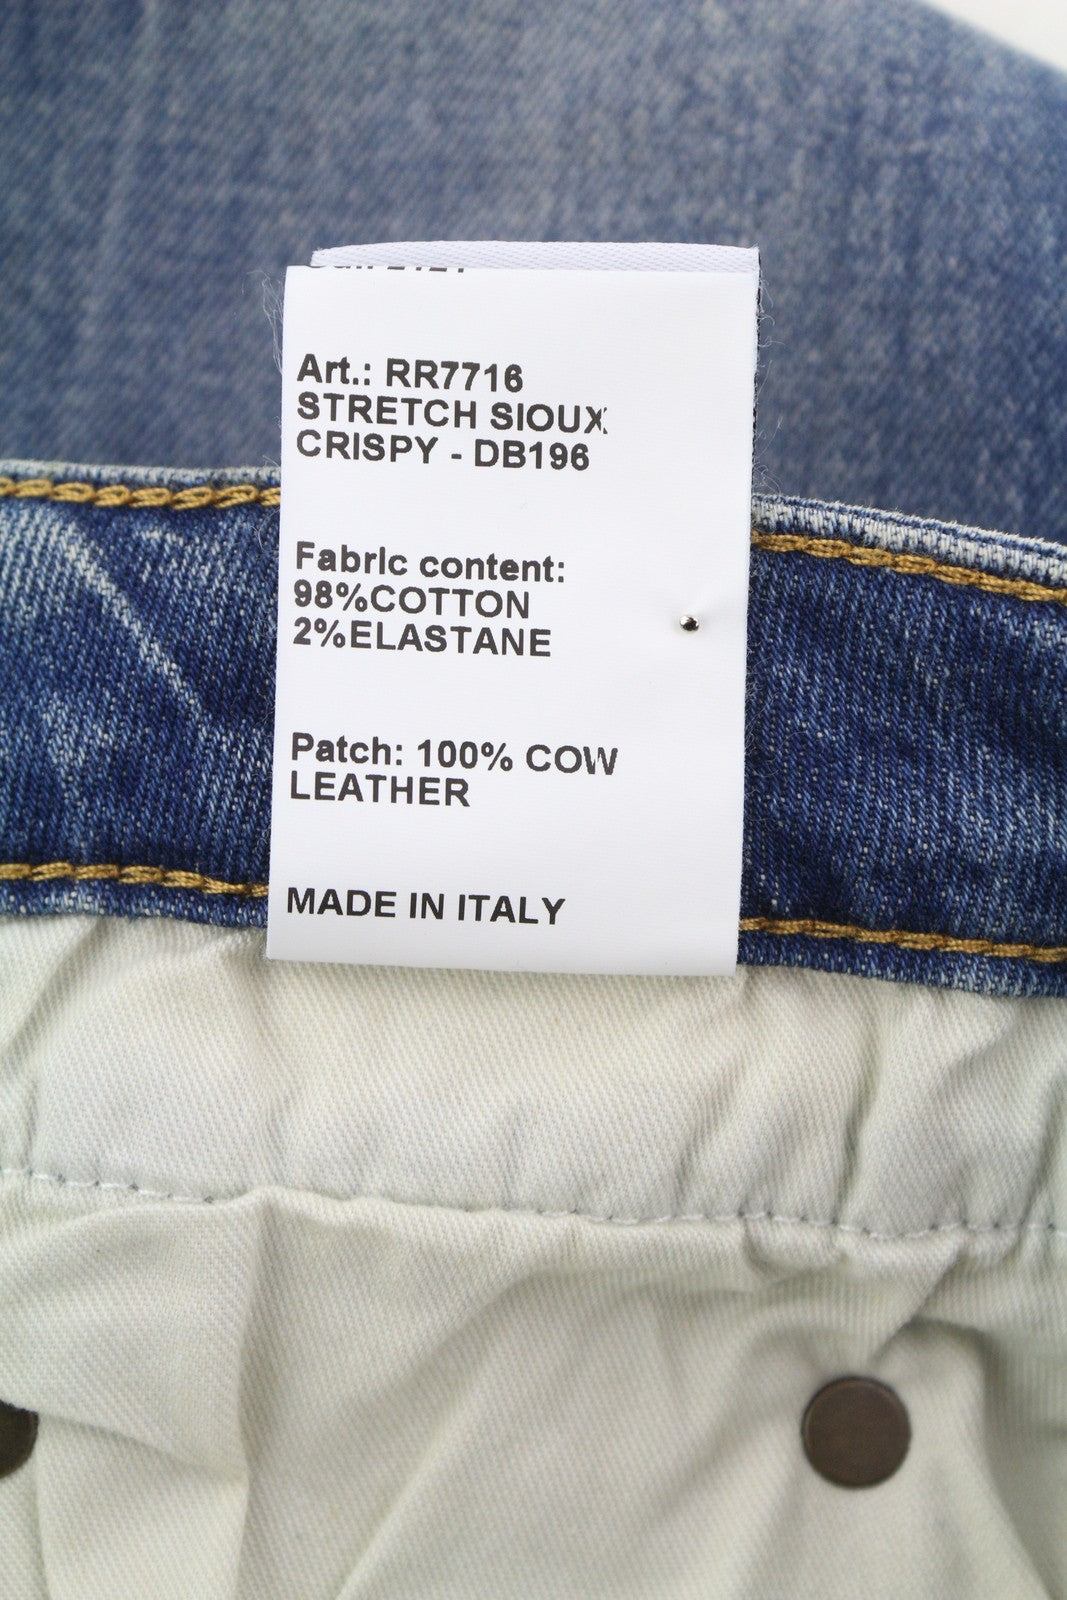 Art.: RR7716
STRETCH SIOUX
CRISPY - DB196
Fabric content:
98%COTTON
2%ELASTANE
Patch: 100% COW
LEATHER
MADE IN ITALY